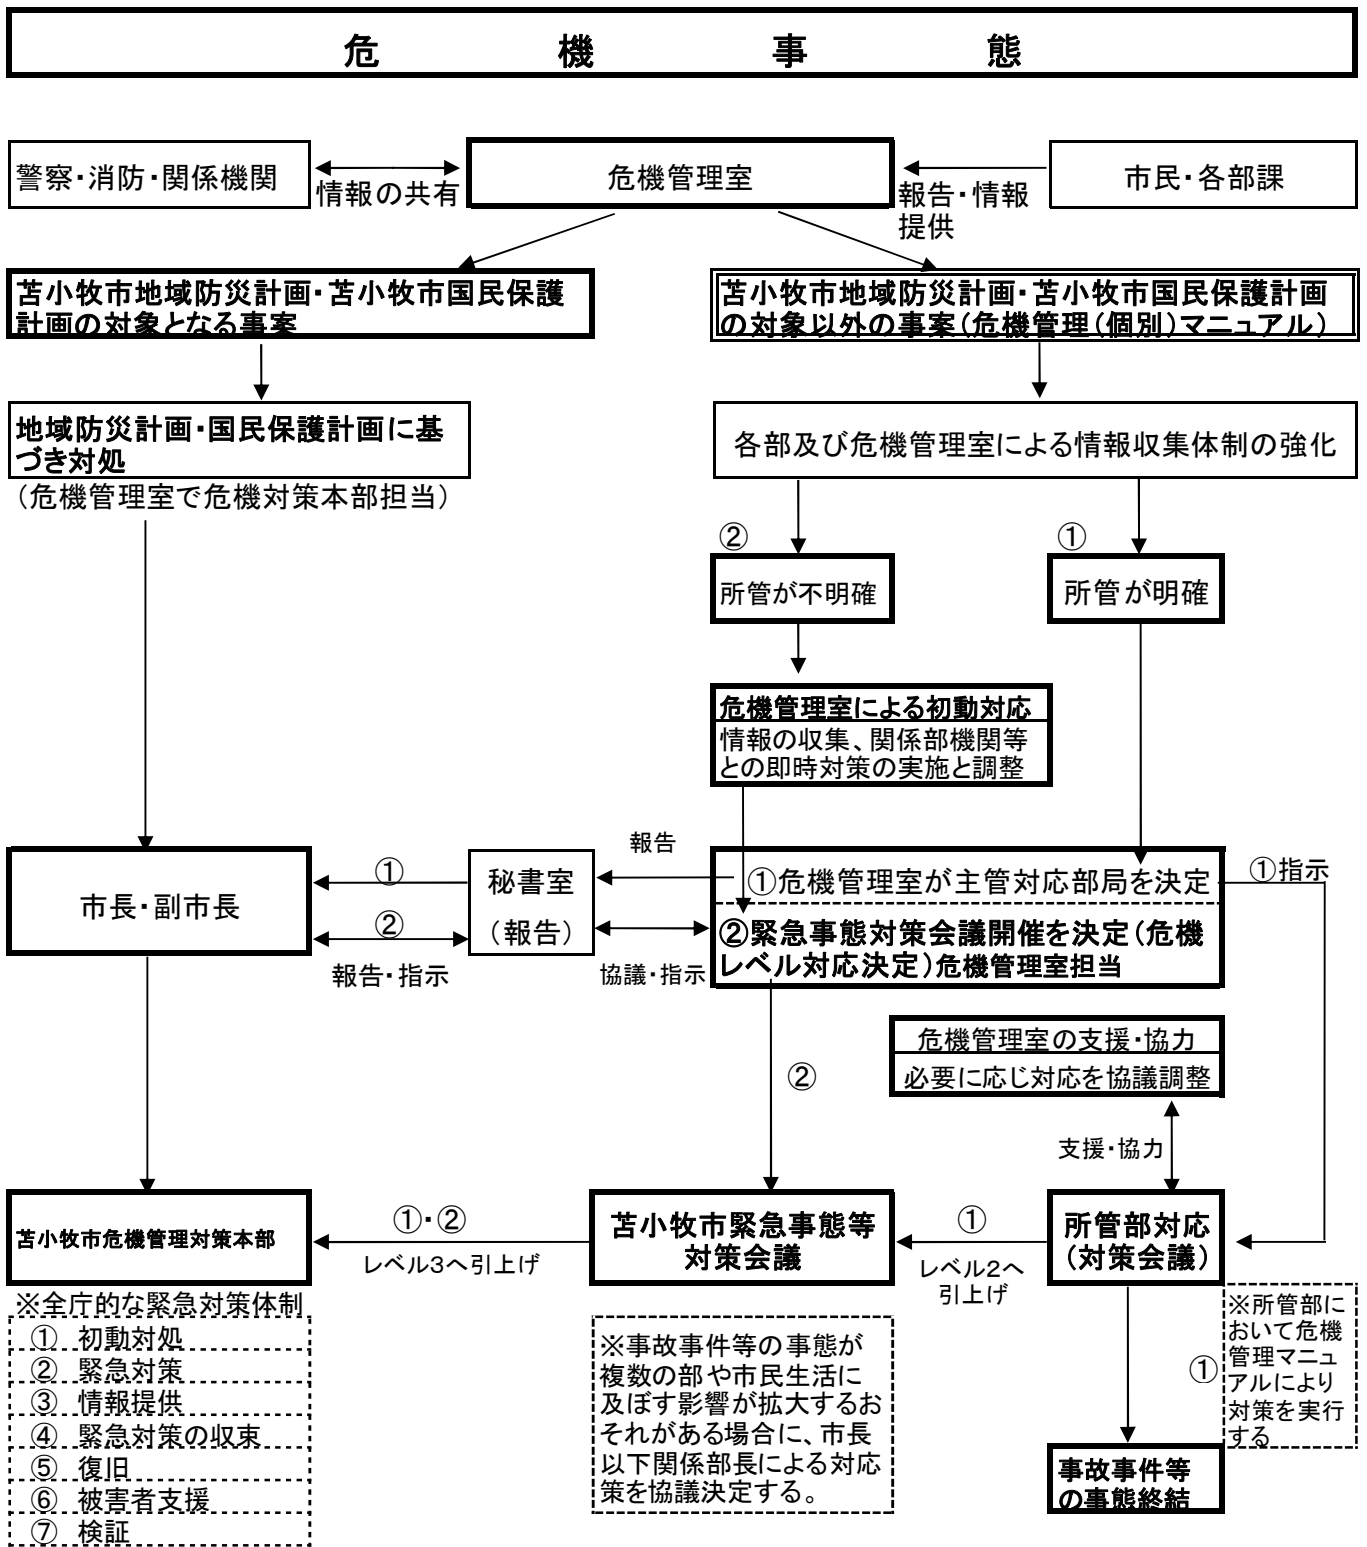 危機事態
警察・消防・関係機関
情報の共有
危機管理室
報告・情報
提供
市民・各部課
苫小牧市地域防災計画・苫小牧市国民保護
計画の対象となる事案
苫小牧市地域防災計画・苫小牧市国民保護計画
の対象以外の事案(危機管理(個別)マニュアル)
地域防災計画・国民保護計画に基
づき対処
(危機管理室で危機対策本部担当)
各部及び危機管理室による情報収集体制の強化
②
①
所管が不明確
所管が明確
危機管理室による初動対応
情報の収集、関係部機関等
との即時対策の実施と調整
市長・副市長
①
②
報告・指示
秘書室
(報告)
報告
協議・指示
①危機管理室が主管対応部局を決定
②緊急事態対策会議開催を決定(危機
レベル対応決定)危機管理室担当
①指示
②
危機管理室の支援・協力
必要に応じ対応を協議調整
支援・協力
苫小牧市危機管理対策本部
①・②
レベル3へ引上げ
苫小牧市緊急事態等
対策会議
①
レベル2へ
引上げ
所管部対応
(対策会議)
※全庁的な緊急対策体制
① 初動対処
② 緊急対策
③ 情報提供
④ 緊急対策の収束
⑤ 復旧
⑥ 被害者支援
⑦ 検証
※事故事件等の事態が
複数の部や市民生活に
及ぼす影響が拡大するお
それがある場合に、市長
以下関係部長による対応
策を協議決定する。
①
※所管部に
おいて危機
管理マニュ
アルにより
対策を実行
する
事故事件等
の事態終結